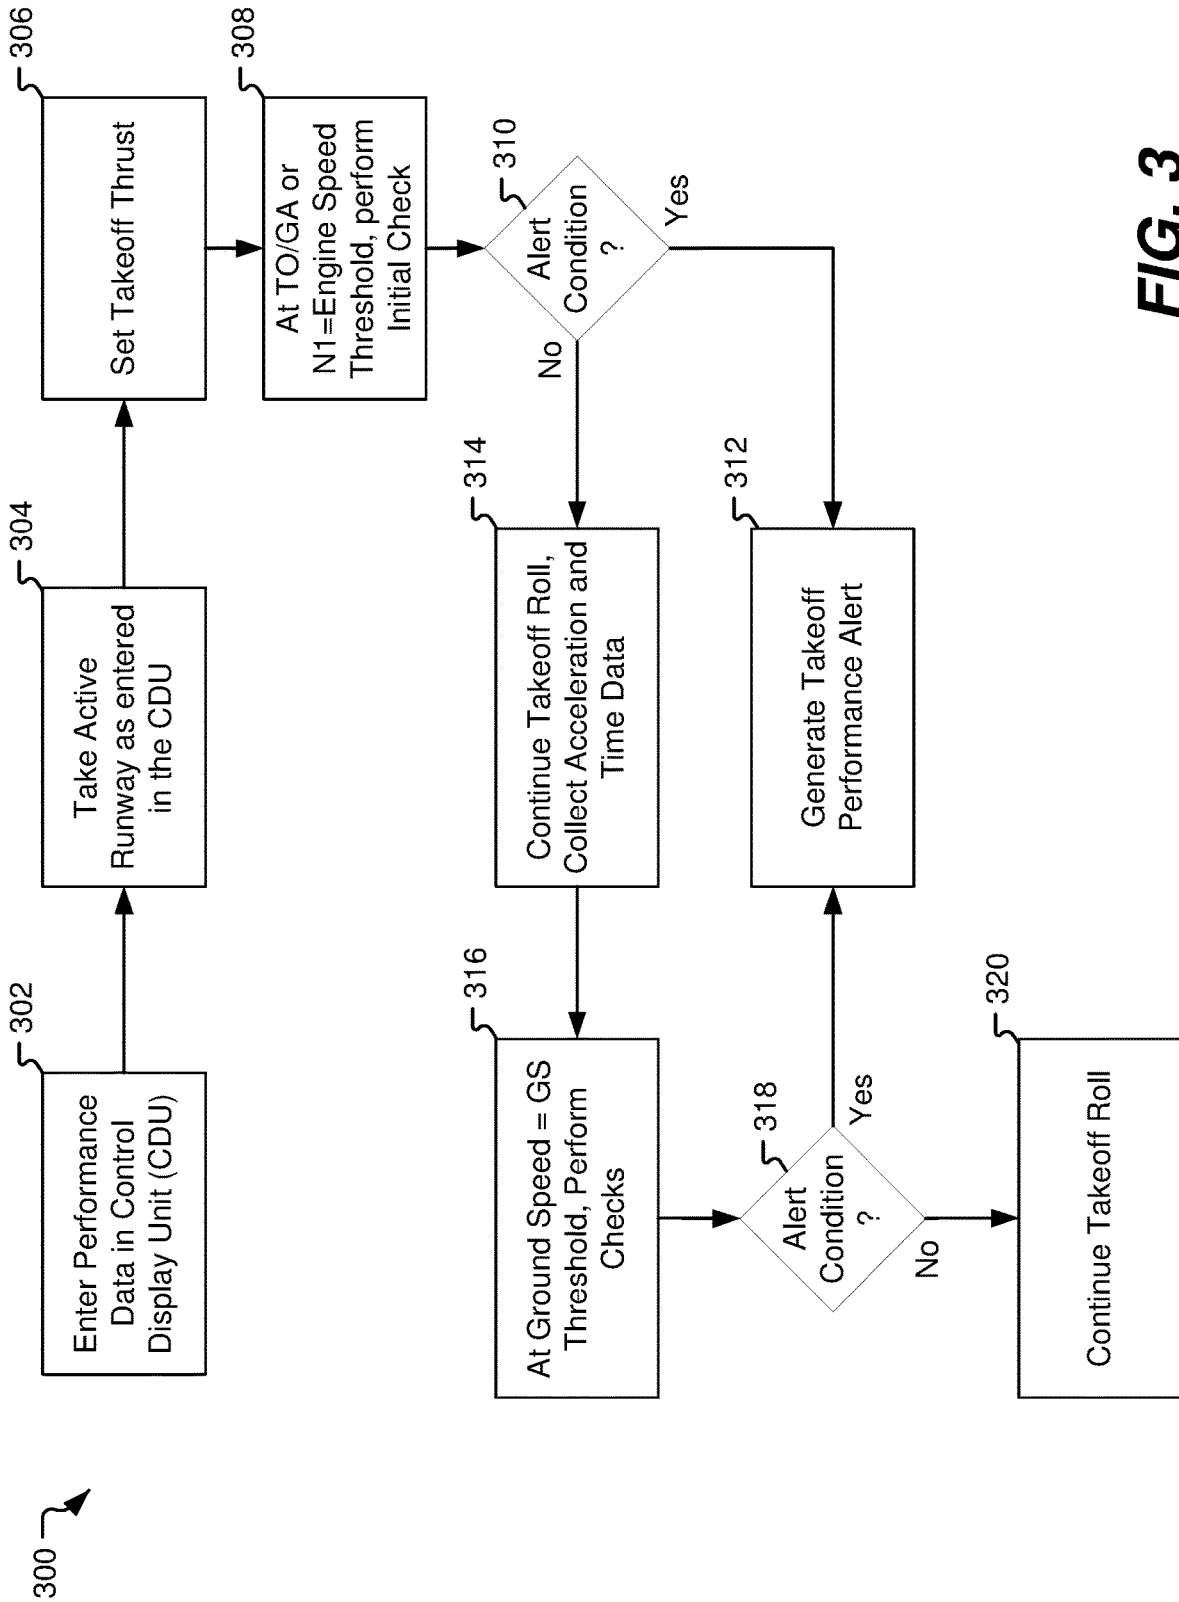 300
302
Enter Performance
Data in Control
Display Unit (CDU)
304
Take Active
Runway as entered
in the CDU
306
Set Takeoff Thrust
308
At TO/GA or
N1=Engine Speed
Threshold, perform
Initial Check
310
Alert
Condition
?
No
Yes
314
Continue Takeoff Roll,
Collect Acceleration and
Time Data
312
Generate Takeoff
Performance Alert
316
At Ground Speed = GS
Threshold, Perform
Checks
318
Alert
Condition
?
Yes
No
320
Continue Takeoff Roll
FIG. 3